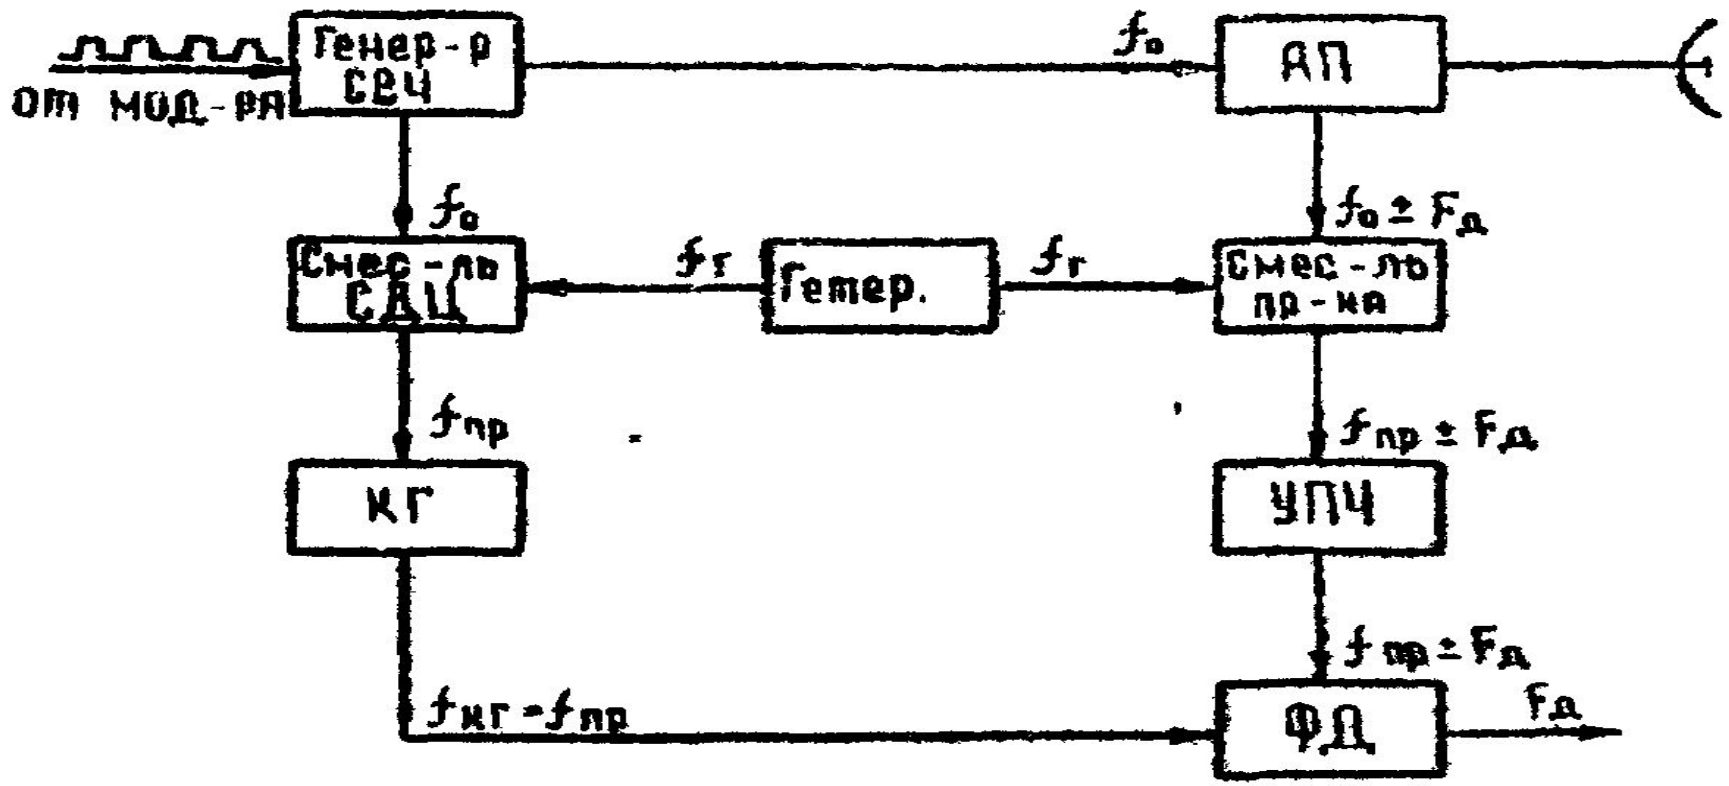 Генер-р
СВЧ
от мод-ра
f₀
АП
f₀
f₀ ± Fд
Смес-ль
СДЦ
fг
Гетер.
fг
Смес-ль
пр-ка
fпр
fпр ± Fд
КГ
УПЧ
fпр ± Fд
fкг = fпр
ФД
Fд